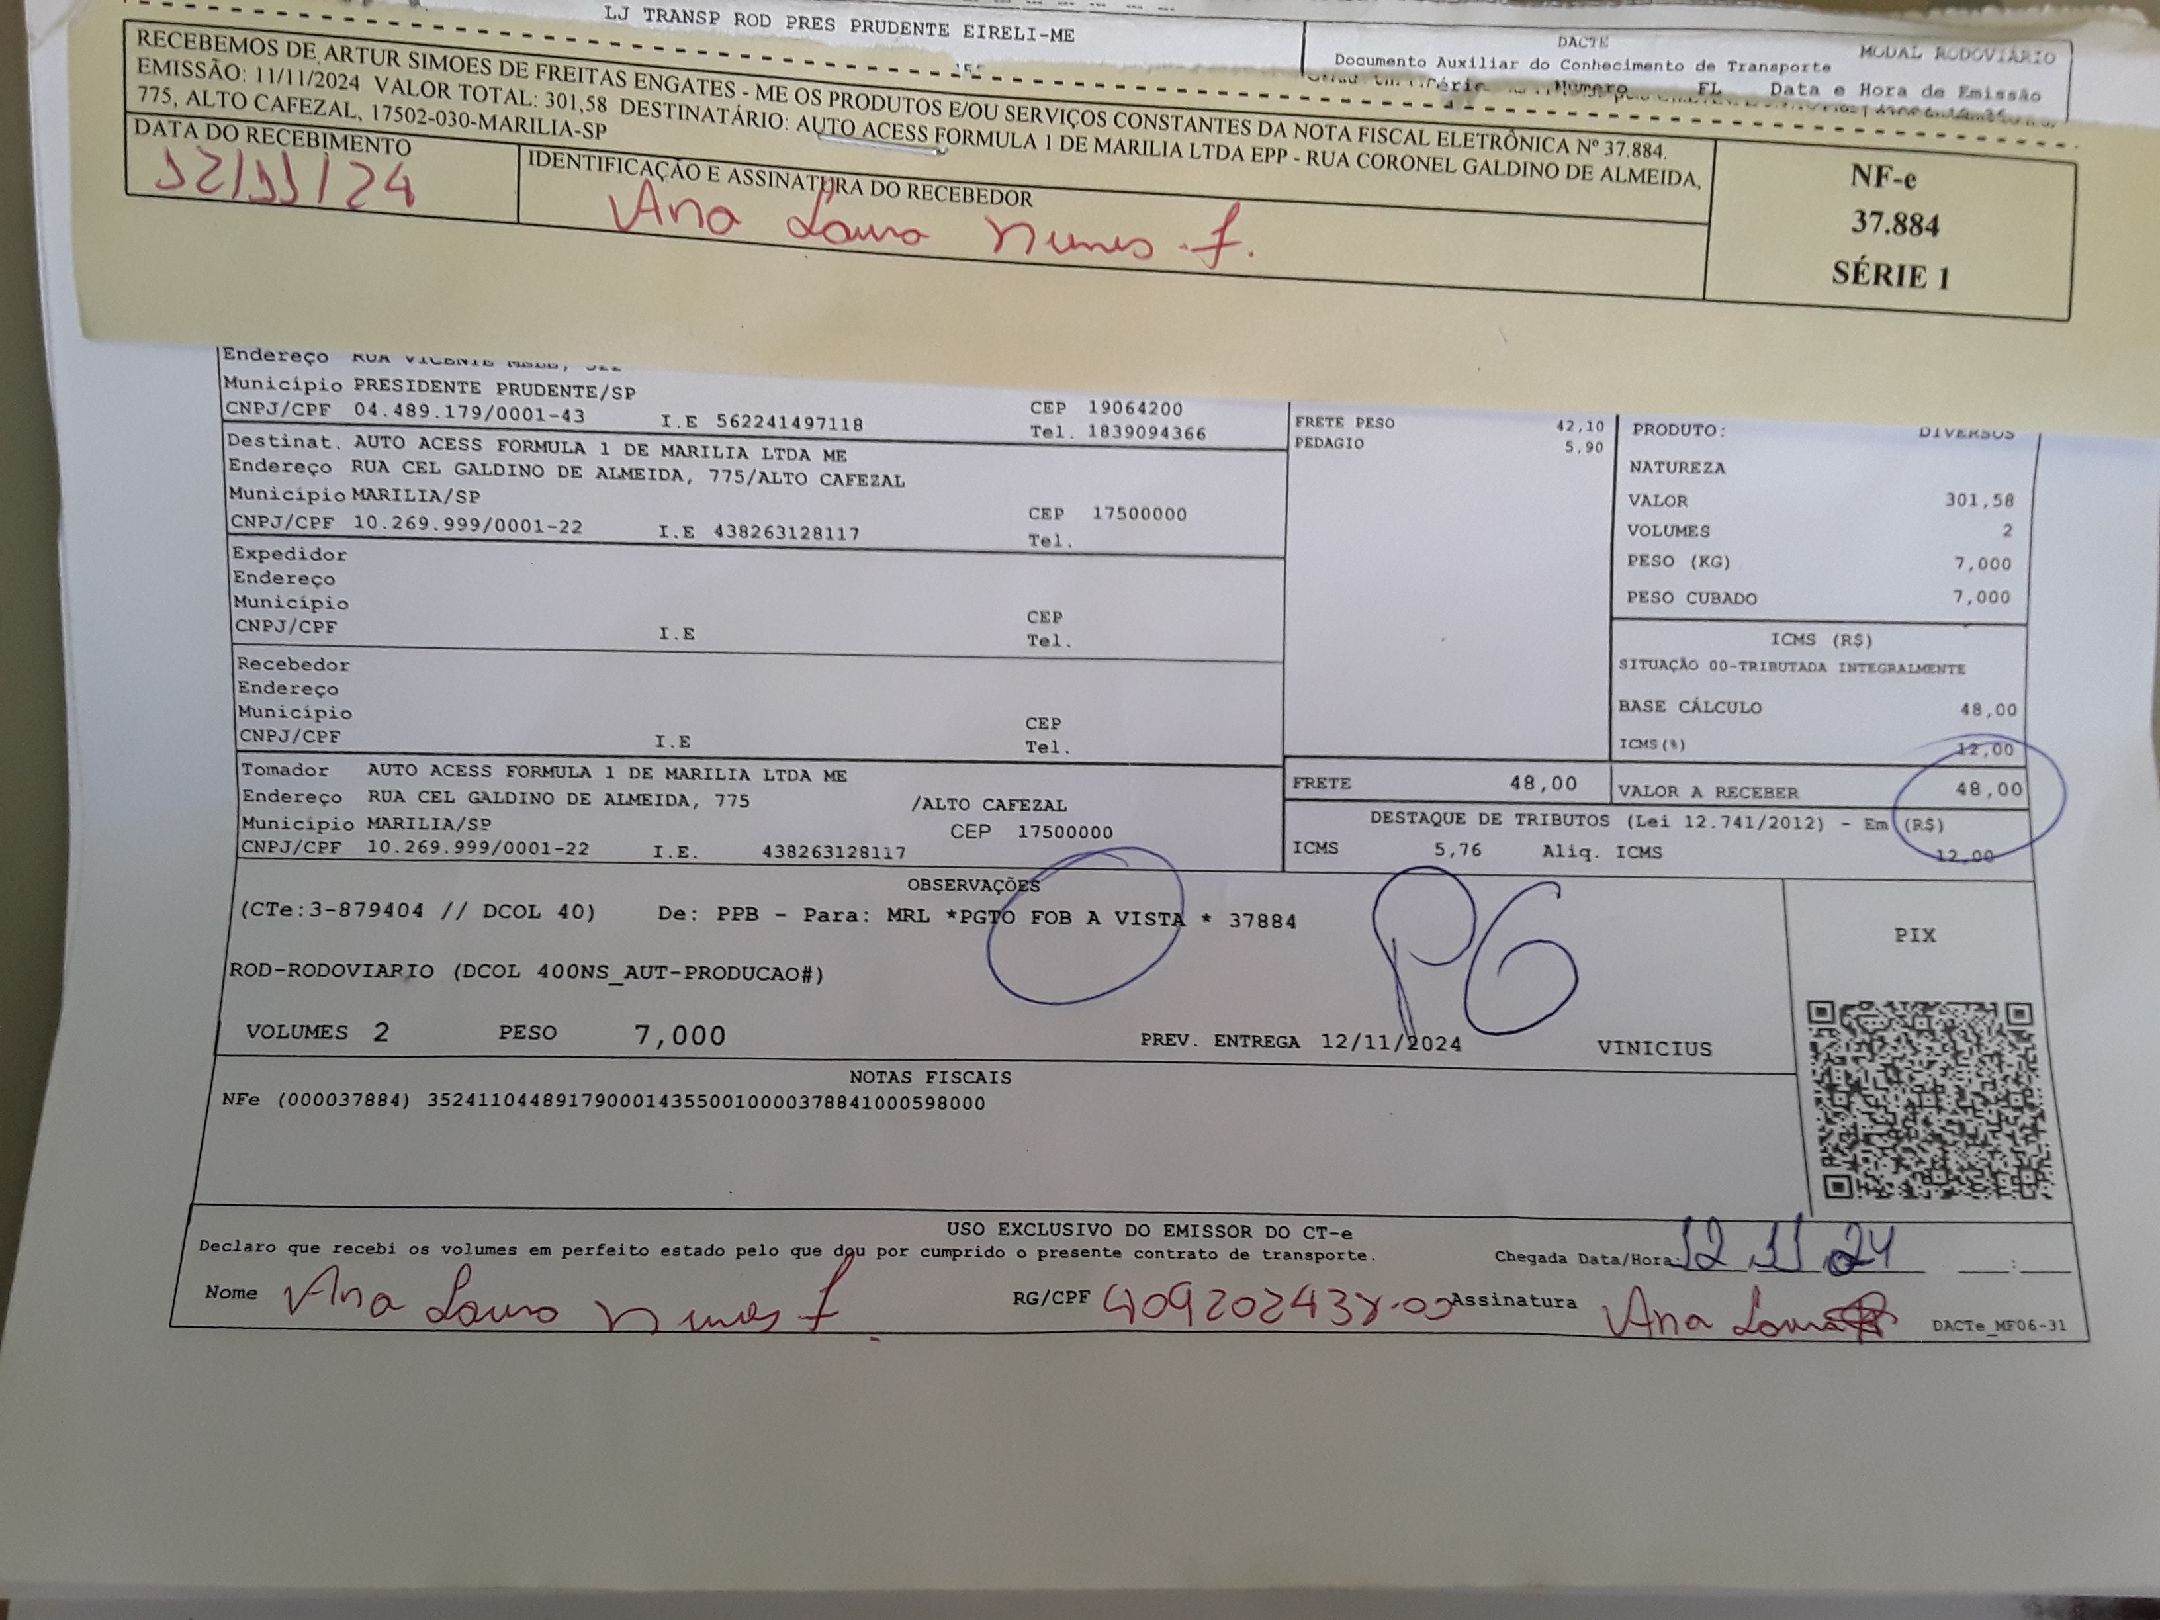 LJ TRANSP ROD PRES PRUDENTE EIRELI-ME
DACTE
Documento Auxiliar do Conhecimento de Transporte
MODAL RODOVIARIO
Série Numero FL Data e Hora de Emissão
RECEBEMOS DE ARTUR SIMOES DE FREITAS ENGATES - ME OS PRODUTOS E/OU SERVIÇOS CONSTANTES DA NOTA FISCAL ELETRÔNICA Nº 37.884.
EMISSÃO: 11/11/2024 VALOR TOTAL: 301,58 DESTINATÁRIO: AUTO ACESS FORMULA 1 DE MARILIA LTDA EPP - RUA CORONEL GALDINO DE ALMEIDA,
775, ALTO CAFEZAL, 17502-030-MARILIA-SP
DATA DO RECEBIMENTO
12/11/24
IDENTIFICAÇÃO E ASSINATURA DO RECEBEDOR
Ana Laura Nunes f.
NF-e
37.884
SÉRIE 1
Endereço RUA VICENTE
Município PRESIDENTE PRUDENTE/SP
CNPJ/CPF 04.489.179/0001-43 I.E 562241497118
CEP 19064200
Tel. 1839094366
Destinat. AUTO ACESS FORMULA 1 DE MARILIA LTDA ME
Endereço RUA CEL GALDINO DE ALMEIDA, 775/ALTO CAFEZAL
Município MARILIA/SP
CNPJ/CPF 10.269.999/0001-22 I.E 438263128117
CEP 17500000
Tel.
Expedidor
Endereço
Município
CNPJ/CPF I.E
CEP
Tel.
Recebedor
Endereço
Município
CNPJ/CPF I.E
CEP
Tel.
Tomador AUTO ACESS FORMULA 1 DE MARILIA LTDA ME
Endereço RUA CEL GALDINO DE ALMEIDA, 775 /ALTO CAFEZAL
Município MARILIA/SP CEP 17500000
CNPJ/CPF 10.269.999/0001-22 I.E. 438263128117
FRETE PESO 42,10
PEDAGIO 5,90
PRODUTO: DIVERSOS
NATUREZA
VALOR 301,58
VOLUMES 2
PESO (KG) 7,000
PESO CUBADO 7,000
ICMS (R$)
SITUAÇÃO 00-TRIBUTADA INTEGRALMENTE
BASE CÁLCULO 48,00
ICMS(%) 12,00
FRETE 48,00 VALOR A RECEBER 48,00
DESTAQUE DE TRIBUTOS (Lei 12.741/2012) - Em (R$)
ICMS 5,76 Aliq. ICMS 12,00
OBSERVAÇÕES
(CTe:3-879404 // DCOL 40) De: PPB - Para: MRL *PGTO FOB A VISTA * 37884
PG
ROD-RODOVIARIO (DCOL 400NS_AUT-PRODUCAO#)
VOLUMES 2 PESO 7,000 PREV. ENTREGA 12/11/2024 VINICIUS
PIX
NOTAS FISCAIS
NFe (000037884) 35241104489179000143550010000378841000598000
USO EXCLUSIVO DO EMISSOR DO CT-e
Declaro que recebi os volumes em perfeito estado pelo que dou por cumprido o presente contrato de transporte.
Chegada Data/Hora: 12 11 24 :
Nome Ana Laura Nunes f.
RG/CPF
Assinatura Ana Laura
DACTe_MF06-31